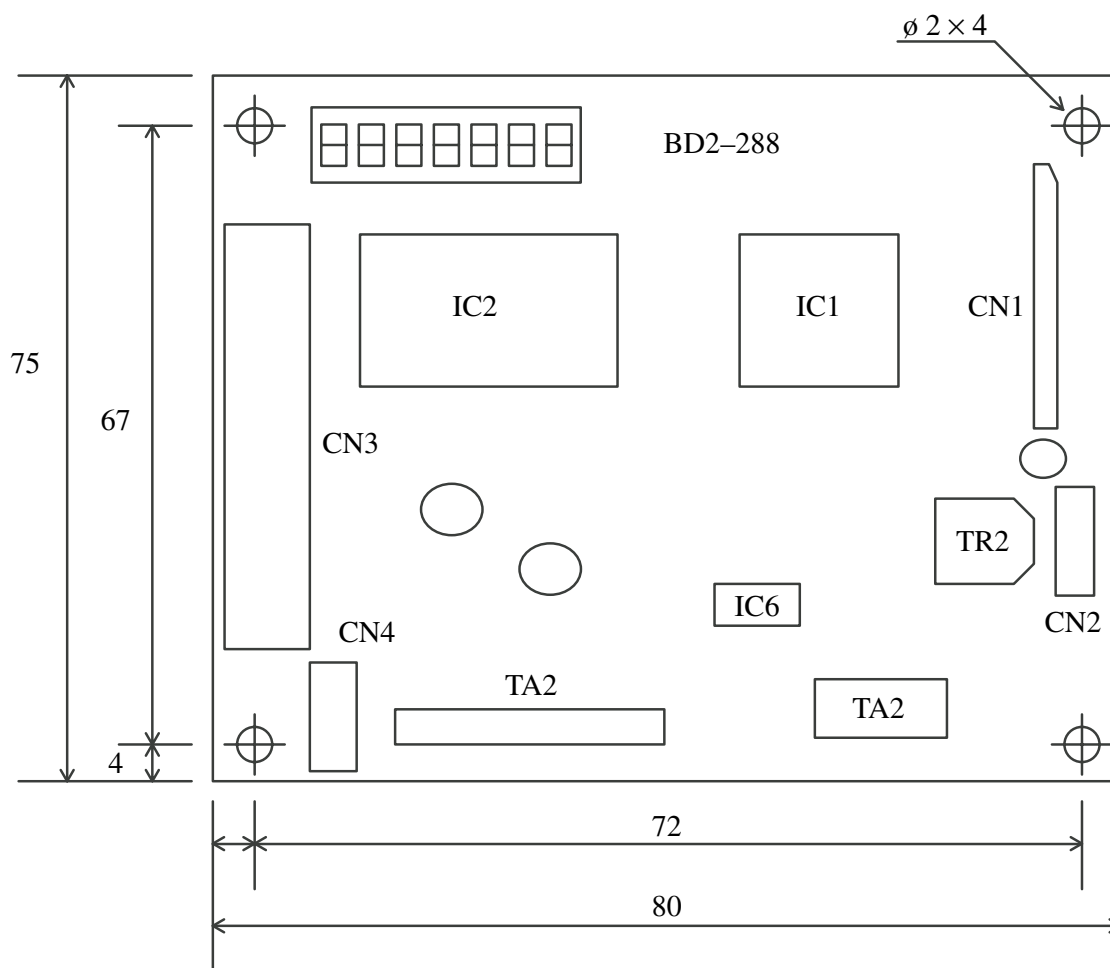 ø 2 × 4
BD2–288
IC2
IC1
CN1
75
67
CN3
TR2
IC6
CN2
CN4
TA2
TA2
4
72
80